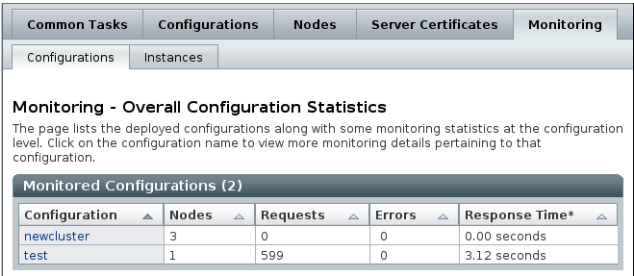 Common Tasks Configurations Nodes Server Certificates Monitoring
Configurations Instances
Monitoring - Overall Configuration Statistics
The page lists the deployed configurations along with some monitoring statistics at the configuration
level. Click on the configuration name to view more monitoring details pertaining to that
configuration.
Monitored Configurations (2)
Configuration Nodes Requests Errors Response Time*
newcluster 3 0 0 0.00 seconds
test 1 599 0 3.12 seconds